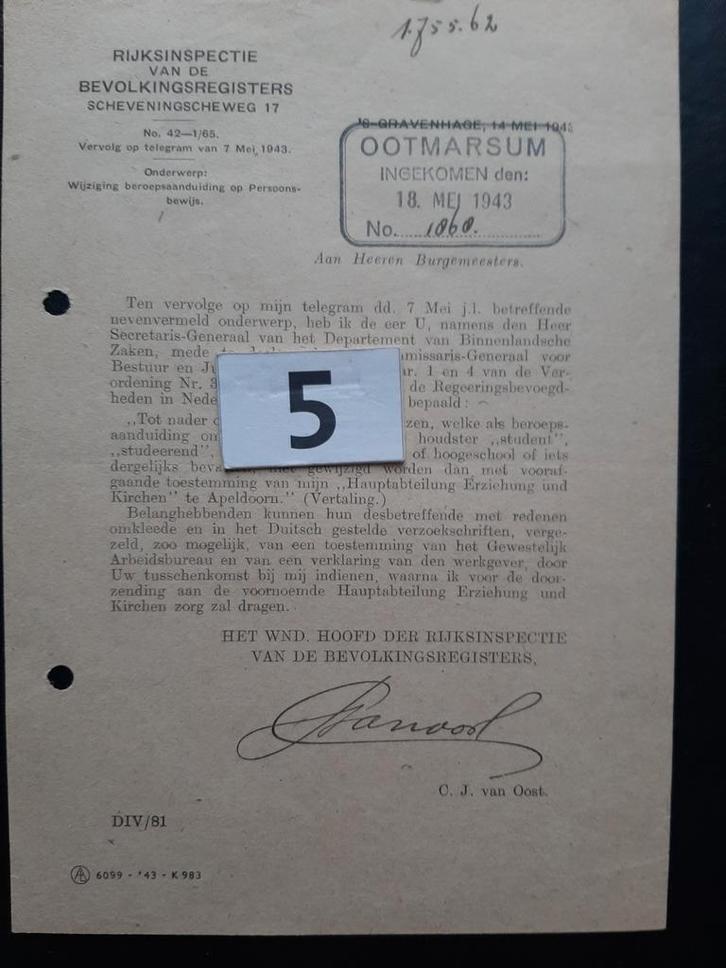 1.755.62
RIJKSINSPECTIE
VAN DE
BEVOLKINGSREGISTERS
SCHEVENINGSCHEWEG 17
No. 42—1/65.
Vervolg op telegram van 7 Mei 1943.
Onderwerp:
Wijziging beroepsaanduiding op Persoons-
bewijs.
'S-GRAVENHAGE, 14 MEI 1943
OOTMARSUM
INGEKOMEN den:
18. MEI 1943
No. 1860.
Aan Heeren Burgemeesters.
Ten vervolge op mijn telegram dd. 7 Mei j.l. betreffende
nevenvermeld onderwerp, heb ik de eer U, namens den Heer
Secretaris-Generaal van het Departement van Binnenlandsche
Zaken, mede
Bestuur en 1 en 4 van de Ver-
ordening Nr. 3 de Regeeringsbevoegd-
heden in bepaald:
„Tot nader welke als beroeps-
aanduiding houdster „student",
„studeerend", of hoogeschool of iets
dergelijks gewijzigd worden dan met vooraf-
gaande toestemming van mijn „Hauptabteilung Erziehung und
Kirchen" te Apeldoorn." (Vertaling.)
Belanghebbenden kunnen hun desbetreffende met redenen
omkleede en in het Duitsch gestelde verzoekschriften, verge-
zeld, zoo mogelijk, van een toestemming van het Gewestelijk
Arbeidsbureau en van een verklaring van den werkgever, door
Uw tusschenkomst bij mij indienen, waarna ik voor de door-
zending aan de voornoemde Hauptabteilung Erziehung und
Kirchen zorg zal dragen.
5
HET WND. HOOFD DER RIJKSINSPECTIE
VAN DE BEVOLKINGSREGISTERS,
C. J. van Oost.
DIV/81
6099 - '43 - K 983